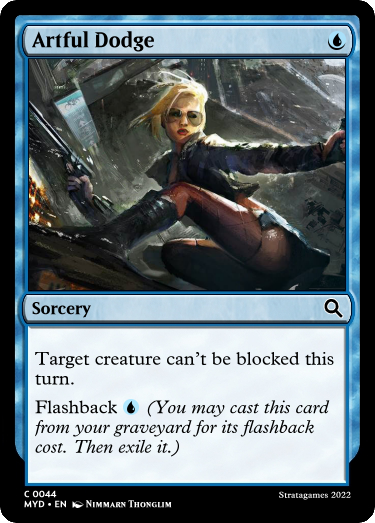 Artful Dodge
Sorcery
Target creature can't be blocked this
turn.
Flashback (You may cast this card
from your graveyard for its flashback
cost. Then exile it.)
C 0044
Stratagames 2022
MYD • EN Nimmarn Thonglim